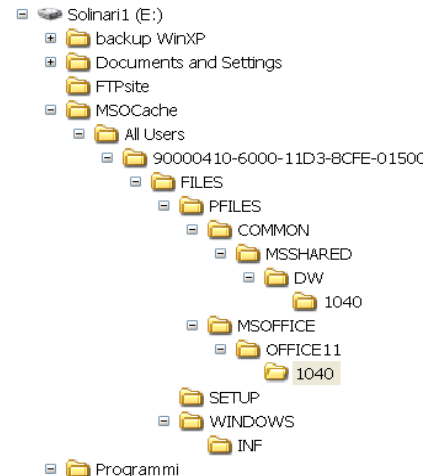 Solinari1 (E:)
backup WinXP
Documents and Settings
FTPsite
MSOCache
All Users
90000410-6000-11D3-8CFE-0150
FILES
PFILES
COMMON
MSSHARED
DW
1040
MSOFFICE
OFFICE11
1040
SETUP
WINDOWS
INF
Programmi